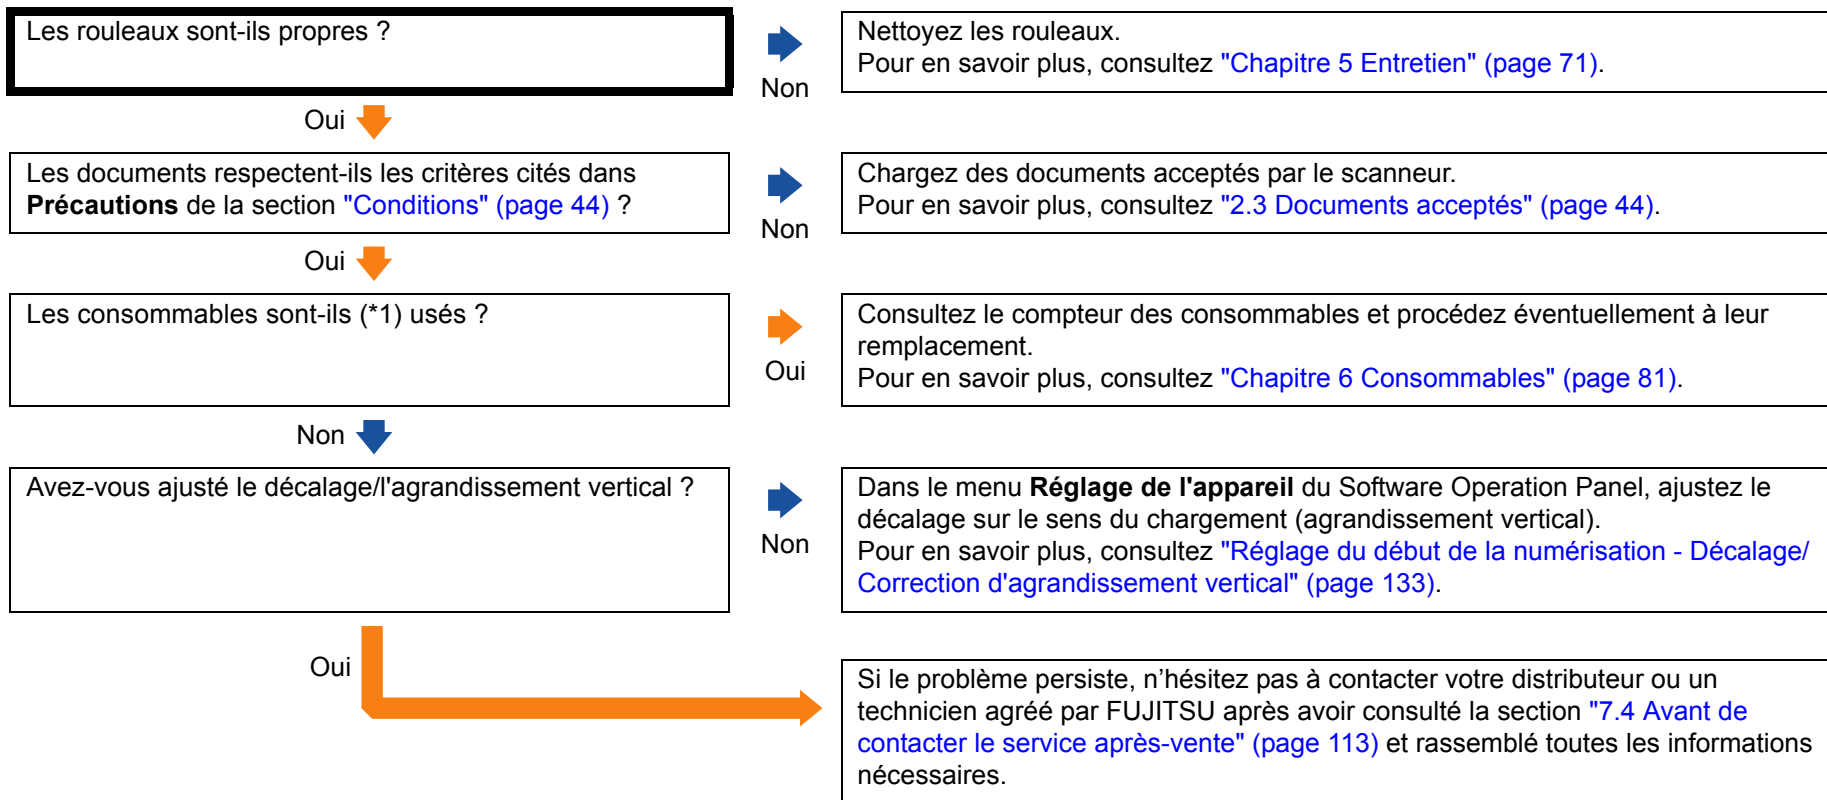 Les rouleaux sont-ils propres ?
Non
Nettoyez les rouleaux.
Pour en savoir plus, consultez "Chapitre 5 Entretien" (page 71).
Oui
Les documents respectent-ils les critères cités dans
Précautions de la section "Conditions" (page 44) ?
Non
Chargez des documents acceptés par le scanneur.
Pour en savoir plus, consultez "2.3 Documents acceptés" (page 44).
Oui
Les consommables sont-ils (*1) usés ?
Oui
Consultez le compteur des consommables et procédez éventuellement à leur
remplacement.
Pour en savoir plus, consultez "Chapitre 6 Consommables" (page 81).
Non
Avez-vous ajusté le décalage/l'agrandissement vertical ?
Non
Dans le menu Réglage de l'appareil du Software Operation Panel, ajustez le
décalage sur le sens du chargement (agrandissement vertical).
Pour en savoir plus, consultez "Réglage du début de la numérisation - Décalage/
Correction d'agrandissement vertical" (page 133).
Oui
Si le problème persiste, n’hésitez pas à contacter votre distributeur ou un
technicien agréé par FUJITSU après avoir consulté la section "7.4 Avant de
contacter le service après-vente" (page 113) et rassemblé toutes les informations
nécessaires.